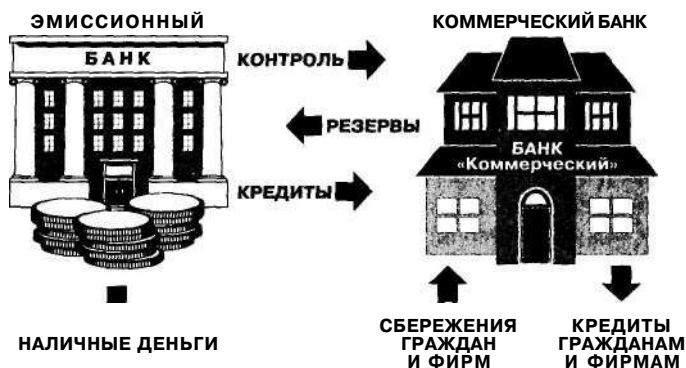 ЭМИССИОННЫЙ
БАНК
КОММЕРЧЕСКИЙ БАНК
КОНТРОЛЬ
РЕЗЕРВЫ
КРЕДИТЫ
БАНК
«Коммерческий»
НАЛИЧНЫЕ ДЕНЬГИ
СБЕРЕЖЕНИЯ
ГРАЖДАН
И ФИРМ
КРЕДИТЫ
ГРАЖДАНАМ
И ФИРМАМ